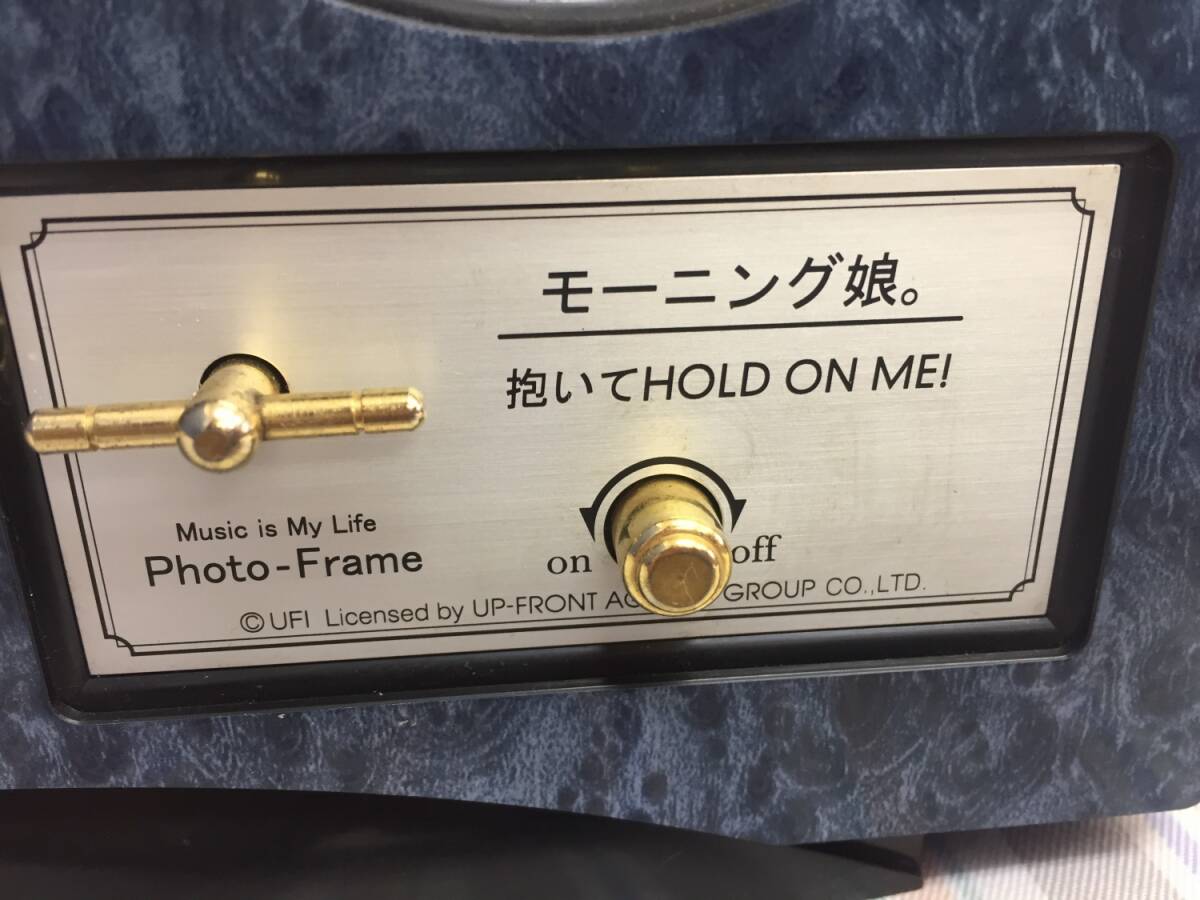 モーニング娘。
抱いてHOLD ON ME!
Music is My Life
Photo-Frame
on off
©UFI Licensed by UP-FRONT GROUP CO.,LTD.